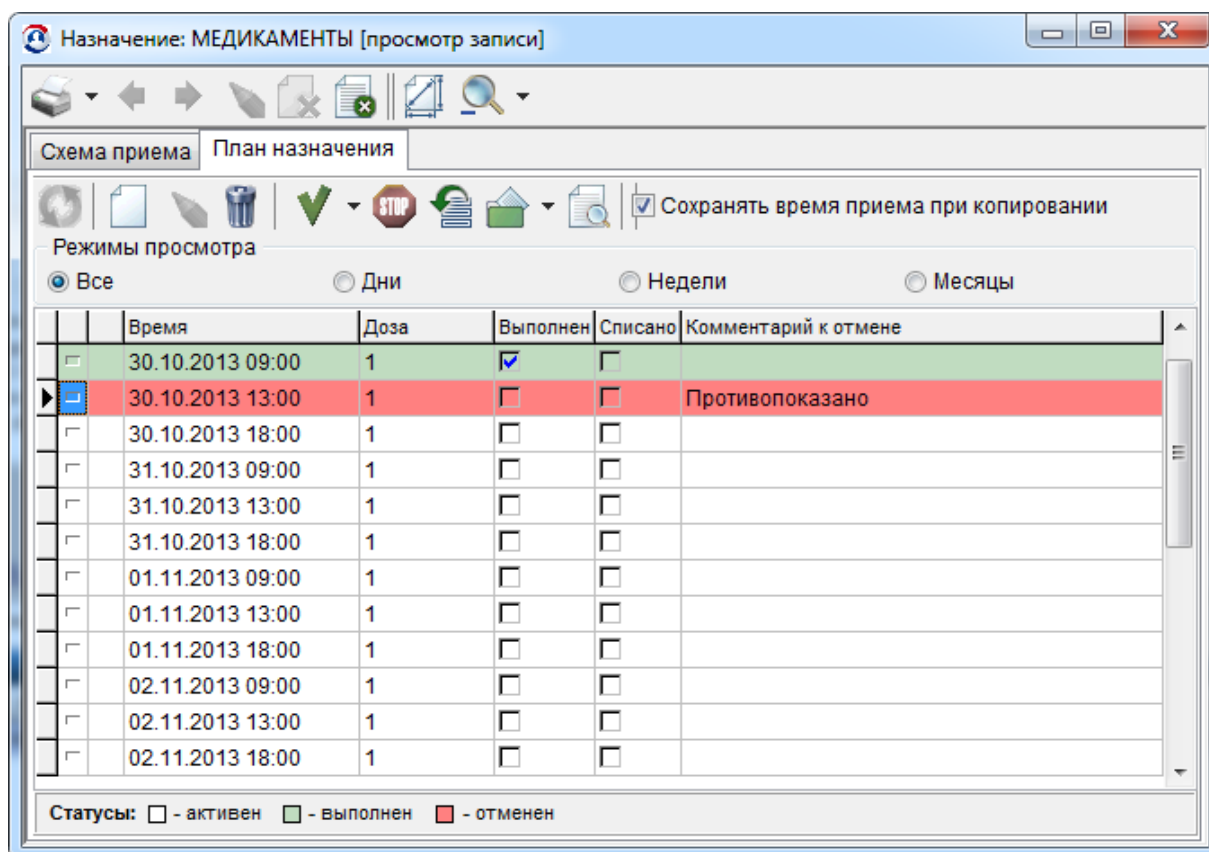 Назначение: МЕДИКАМЕНТЫ [просмотр записи]
Схема приема План назначения
STOP Сохранять время приема при копировании
Режимы просмотра
Все Дни Недели Месяцы
Время Доза Выполнен Списано Комментарий к отмене
30.10.2013 09:00 1
30.10.2013 13:00 1 Противопоказано
30.10.2013 18:00 1
31.10.2013 09:00 1
31.10.2013 13:00 1
31.10.2013 18:00 1
01.11.2013 09:00 1
01.11.2013 13:00 1
01.11.2013 18:00 1
02.11.2013 09:00 1
02.11.2013 13:00 1
02.11.2013 18:00 1
Статусы: - активен - выполнен - отменен